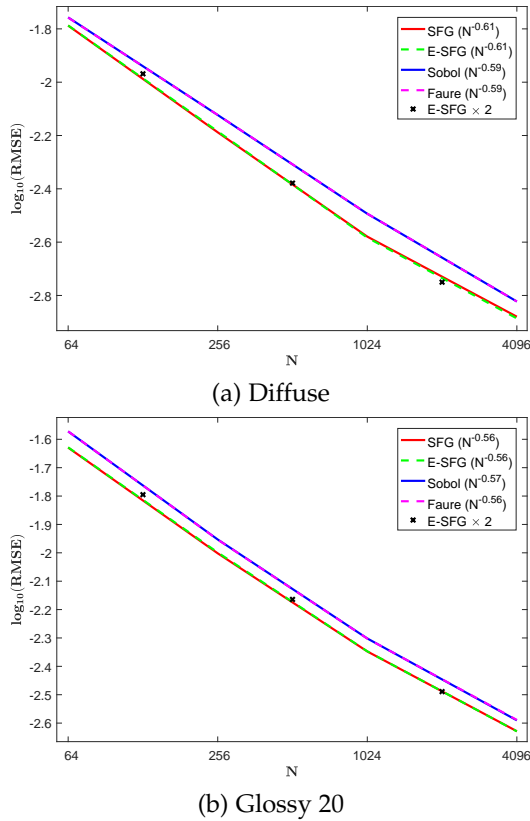 -1.8
-2
-2.2
-2.4
-2.6
-2.8
log₁₀(RMSE)
SFG (N^-0.61)
E-SFG (N^-0.61)
Sobol (N^-0.59)
Faure (N^-0.59)
E-SFG × 2
64 256 1024 4096
N
(a) Diffuse
-1.6
-1.7
-1.8
-1.9
-2
-2.1
-2.2
-2.3
-2.4
-2.5
-2.6
log₁₀(RMSE)
SFG (N^-0.56)
E-SFG (N^-0.56)
Sobol (N^-0.57)
Faure (N^-0.56)
E-SFG × 2
64 256 1024 4096
N
(b) Glossy 20